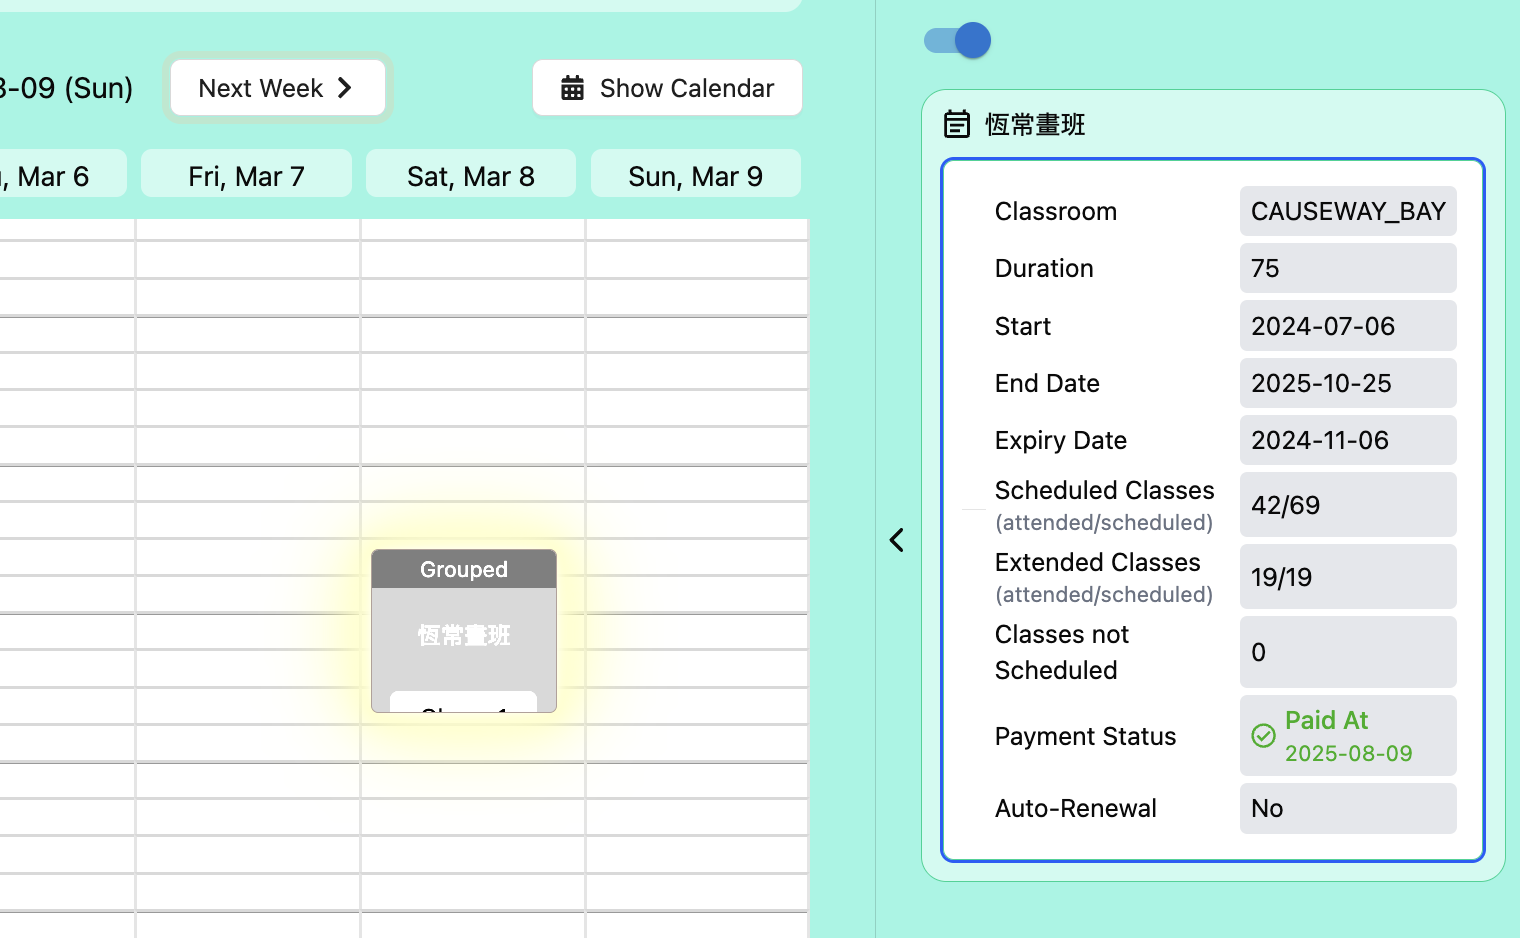 3-09 (Sun)
Next Week
Show Calendar
, Mar 6
Fri, Mar 7
Sat, Mar 8
Sun, Mar 9
Grouped
恆常畫班
恆常畫班
Classroom
CAUSEWAY_BAY
Duration
75
Start
2024-07-06
End Date
2025-10-25
Expiry Date
2024-11-06
Scheduled Classes
(attended/scheduled)
42/69
Extended Classes
(attended/scheduled)
19/19
Classes not
Scheduled
0
Payment Status
Paid At
2025-08-09
Auto-Renewal
No